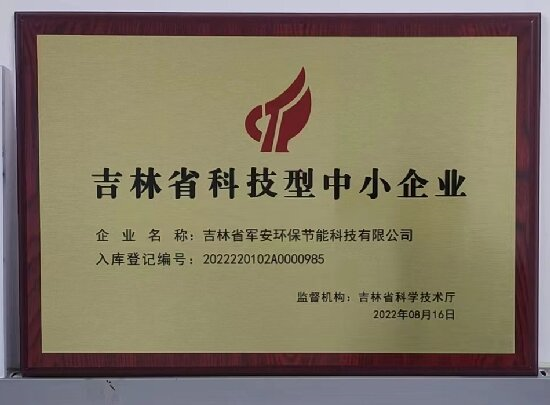 吉林省科技型中小企业
企业名称：吉林省军安环保节能科技有限公司
入库登记编号：2022220102A0000985
监督机构：吉林省科学技术厅
2022年08月16日